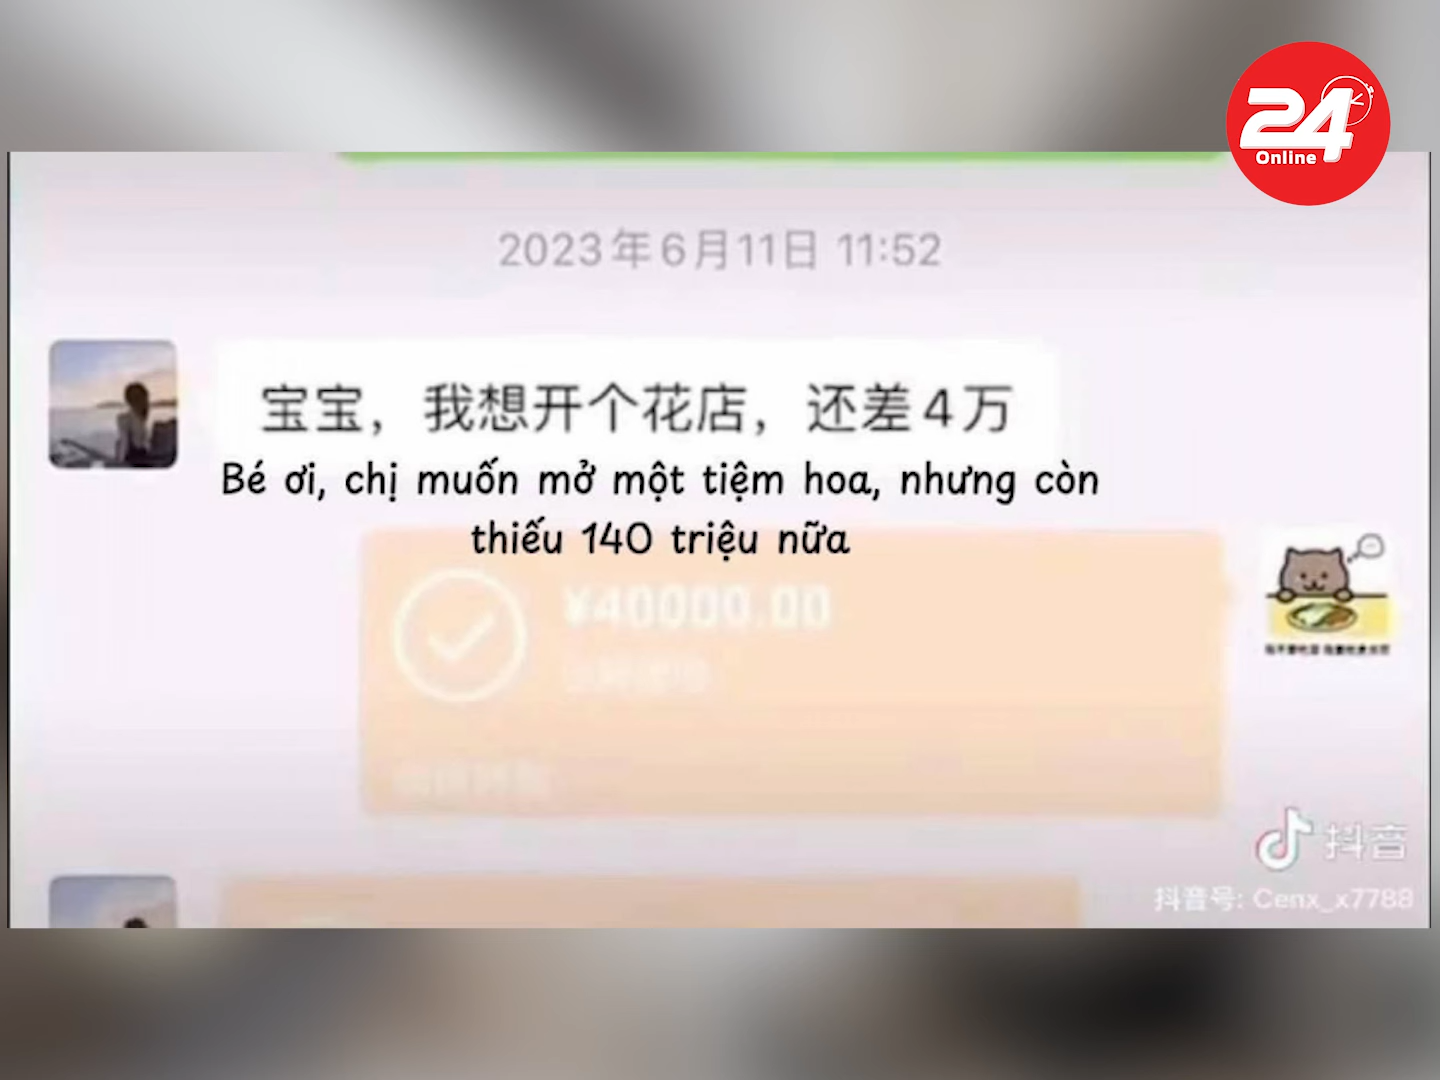 24
Online
2023年6月11日 11:52
宝宝，我想开个花店，还差4万
Bé ơi, chị muốn mở một tiệm hoa, nhưng còn
thiếu 140 triệu nữa
¥40000.00
抖音
抖音号: Cenx_x7788